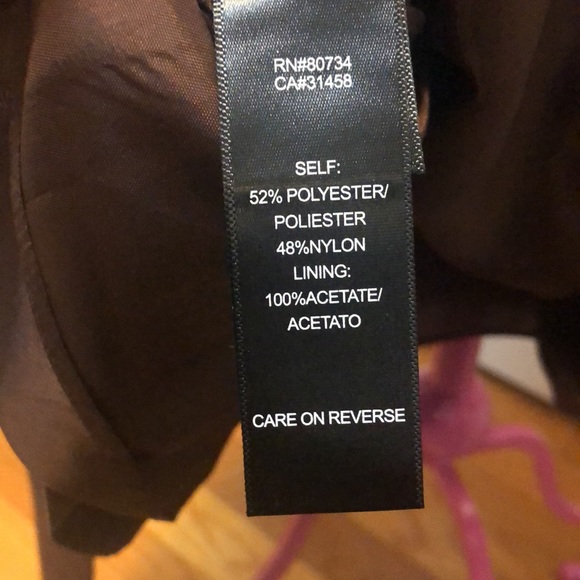 RN#80734
CA#31458
SELF:
52% POLYESTER/
POLIESTER
48%NYLON
LINING:
100%ACETATE/
ACETATO
CARE ON REVERSE